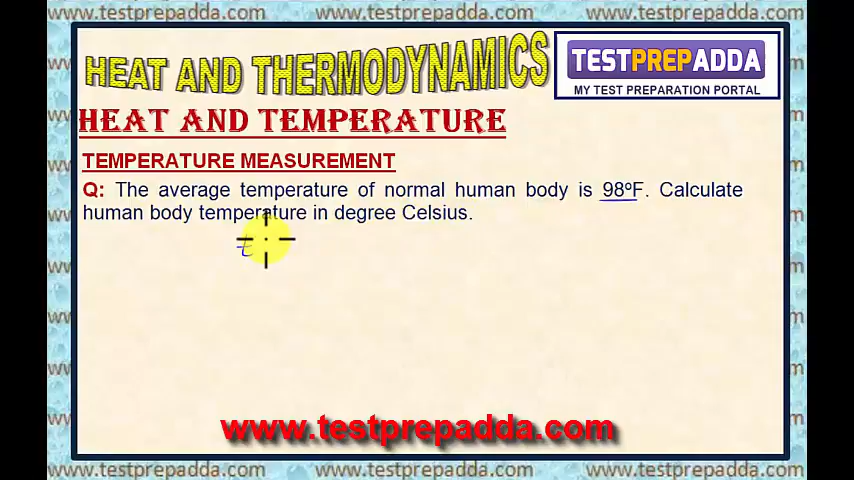 www.testprepadda.com www.testprepadda.com www.testprepadda.com
HEAT AND THERMODYNAMICS
TESTPREPADDA
MY TEST PREPARATION PORTAL
HEAT AND TEMPERATURE
TEMPERATURE MEASUREMENT
Q: The average temperature of normal human body is 98ºF. Calculate
human body temperature in degree Celsius.
t
www.testprepadda.com
www.testprepadda.com www.testprepadda.com www.testprepadda.com